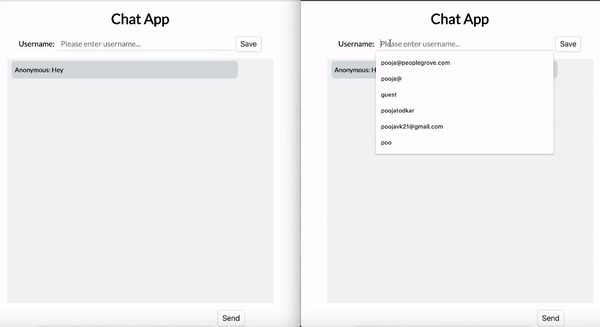 Chat App
Username: Please enter username... Save
Anonymous: Hey
Send
Chat App
Username: Please enter username... Save
pooja@peoplegrove.com
Anonymous: H
pooja@
guest
poojatodkar
poojavk21@gmail.com
poo
Send